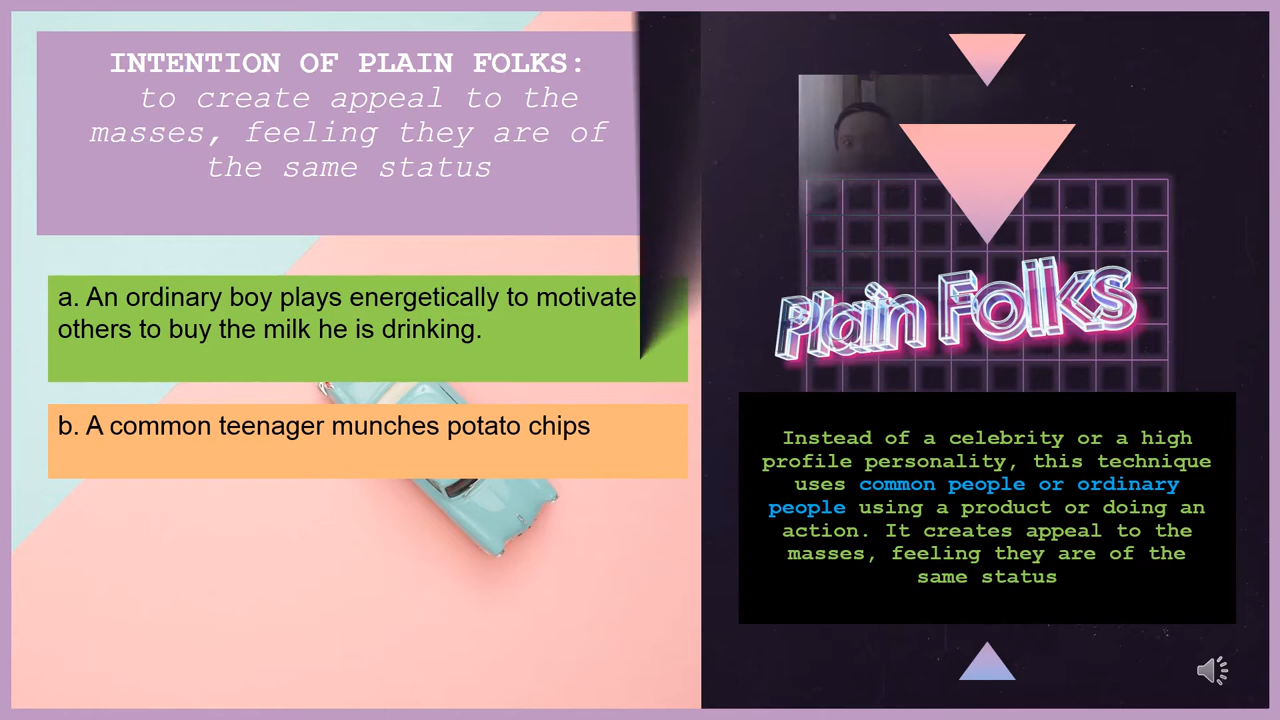 INTENTION OF PLAIN FOLKS:
to create appeal to the
masses, feeling they are of
the same status
a. An ordinary boy plays energetically to motivate
others to buy the milk he is drinking.
b. A common teenager munches potato chips
Plain Folks
Instead of a celebrity or a high
profile personality, this technique
uses common people or ordinary
people using a product or doing an
action. It creates appeal to the
masses, feeling they are of the
same status